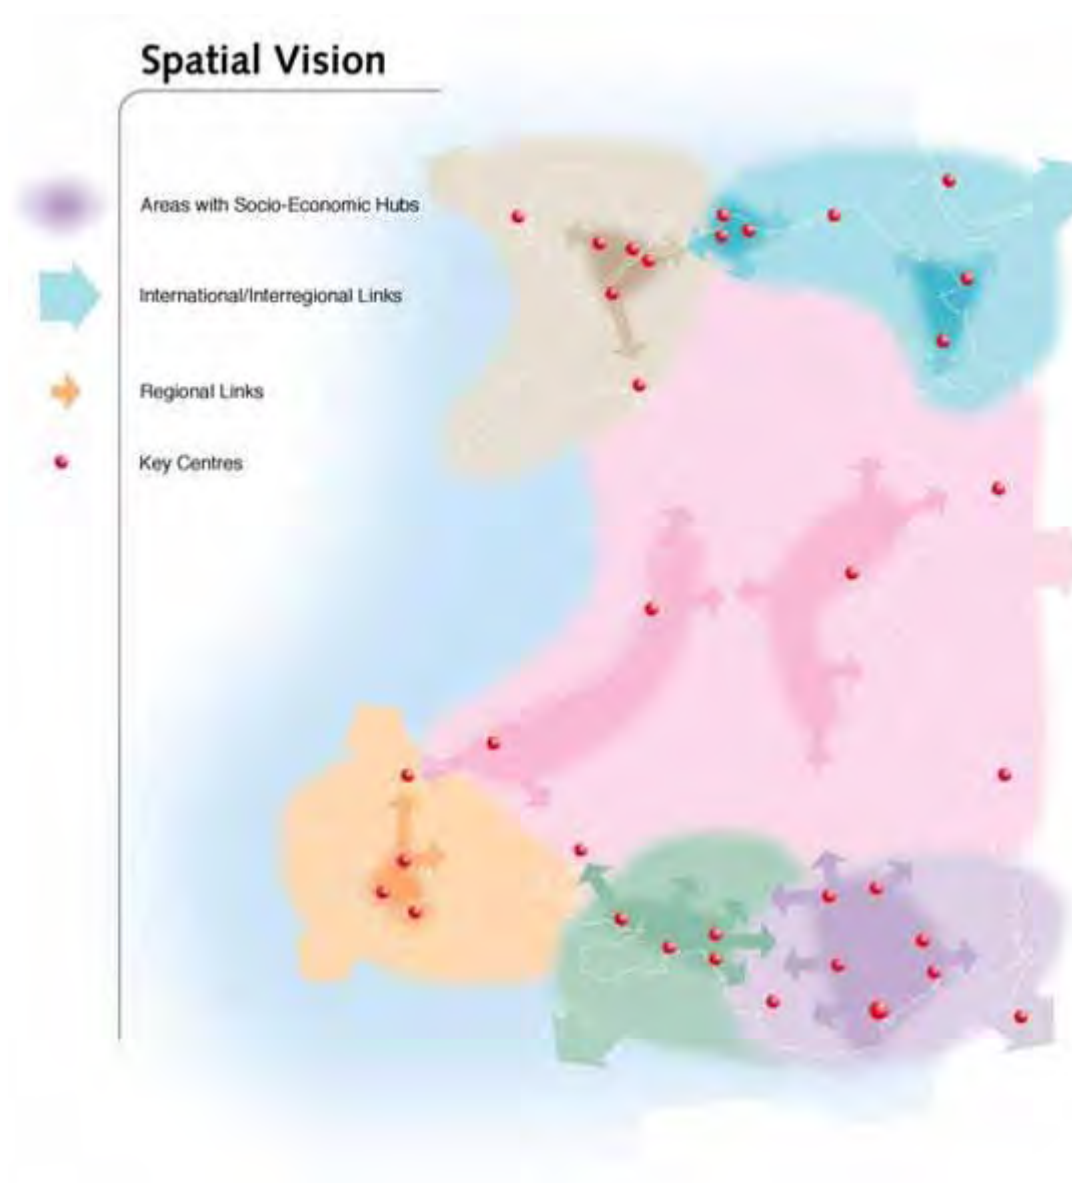 Spatial Vision
Areas with Socio-Economic Hubs
International/Interregional Links
Regional Links
Key Centres